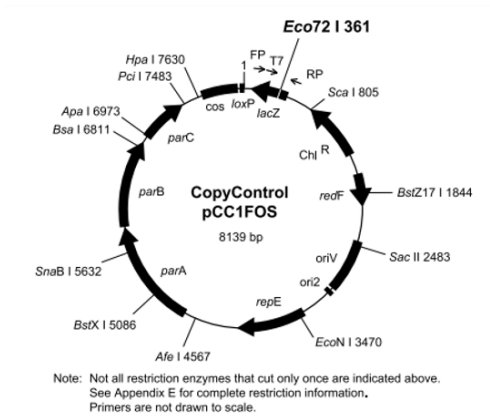 Eco72 I 361
FP
T7
RP
1
Hpa I 7630
Pci I 7483
cos
loxP
lacZ
Sca I 805
Apa I 6973
Bsa I 6811
parC
Chl R
parB
CopyControl
pCC1FOS
8139 bp
redF
BstZ17 I 1844
oriV
Sac II 2483
SnaB I 5632
parA
ori2
repE
BstX I 5086
EcoN I 3470
Afe I 4567
Note: Not all restriction enzymes that cut only once are indicated above.
See Appendix E for complete restriction information.
Primers are not drawn to scale.